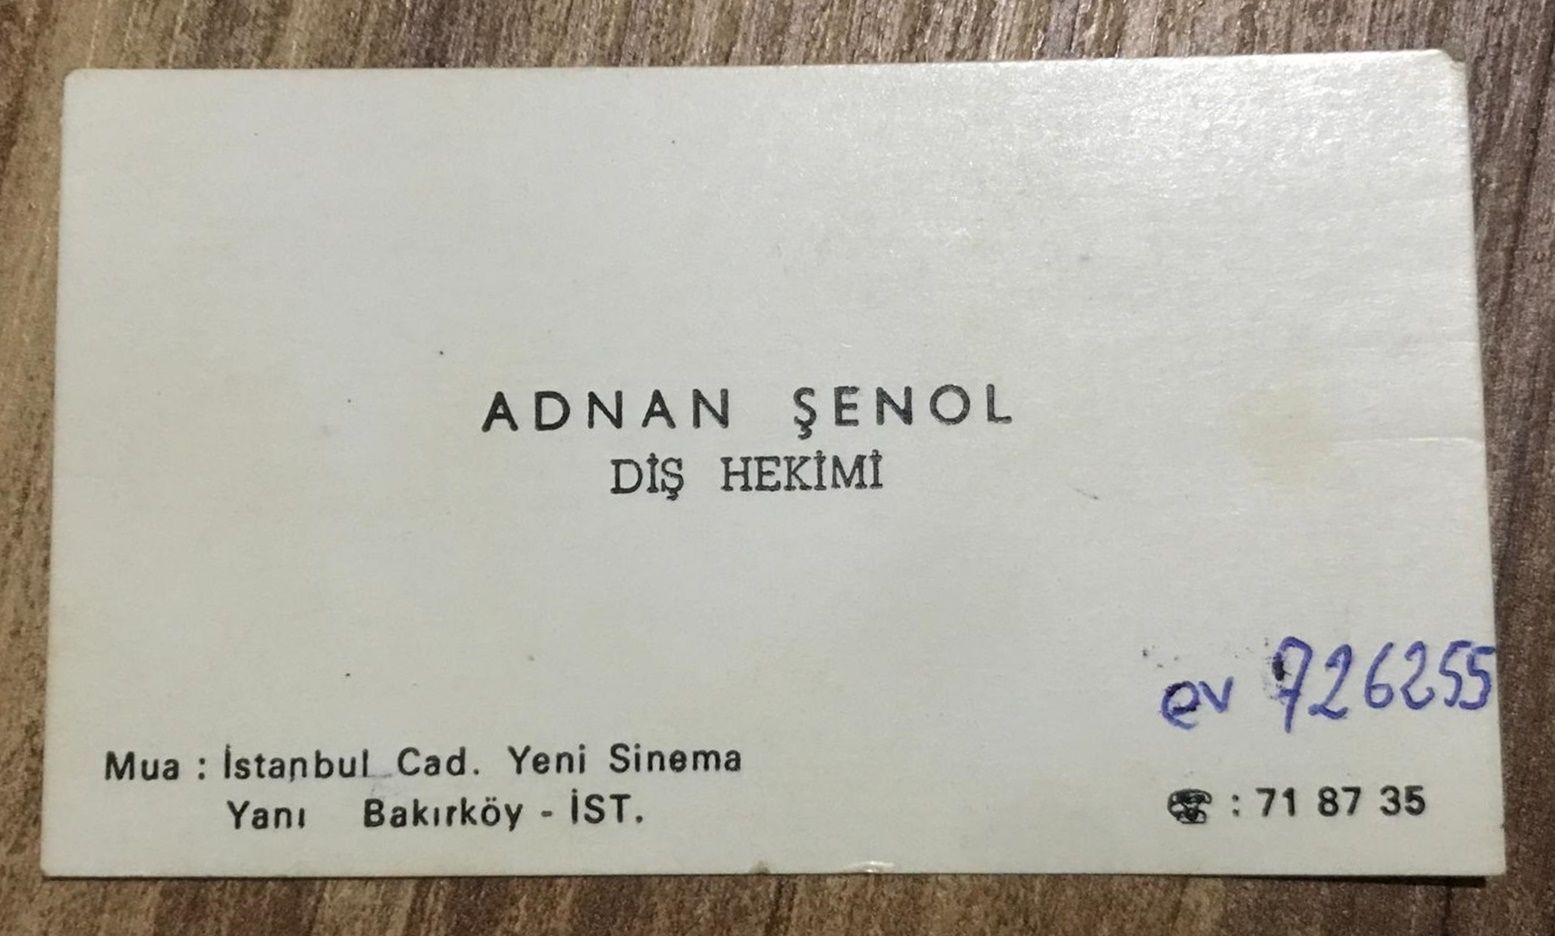 ADNAN ŞENOL
DİŞ HEKİMİ
ev 726255
Mua : İstanbul Cad. Yeni Sinema
Yanı Bakırköy - İST.
☎ : 71 87 35